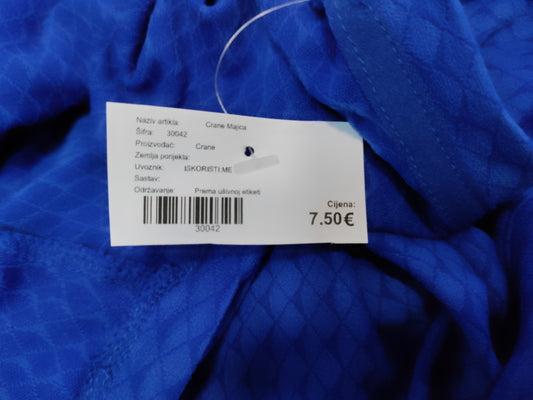 Naziv artikla: Crane Majica
Šifra: 30042
Proizvođač: Crane
Zemlja porijekla:
Uvoznik: ISKORISTI.ME
Sastav:
Održavanje: Prema ušivnoj etiketi
30042
Cijena:
7.50€